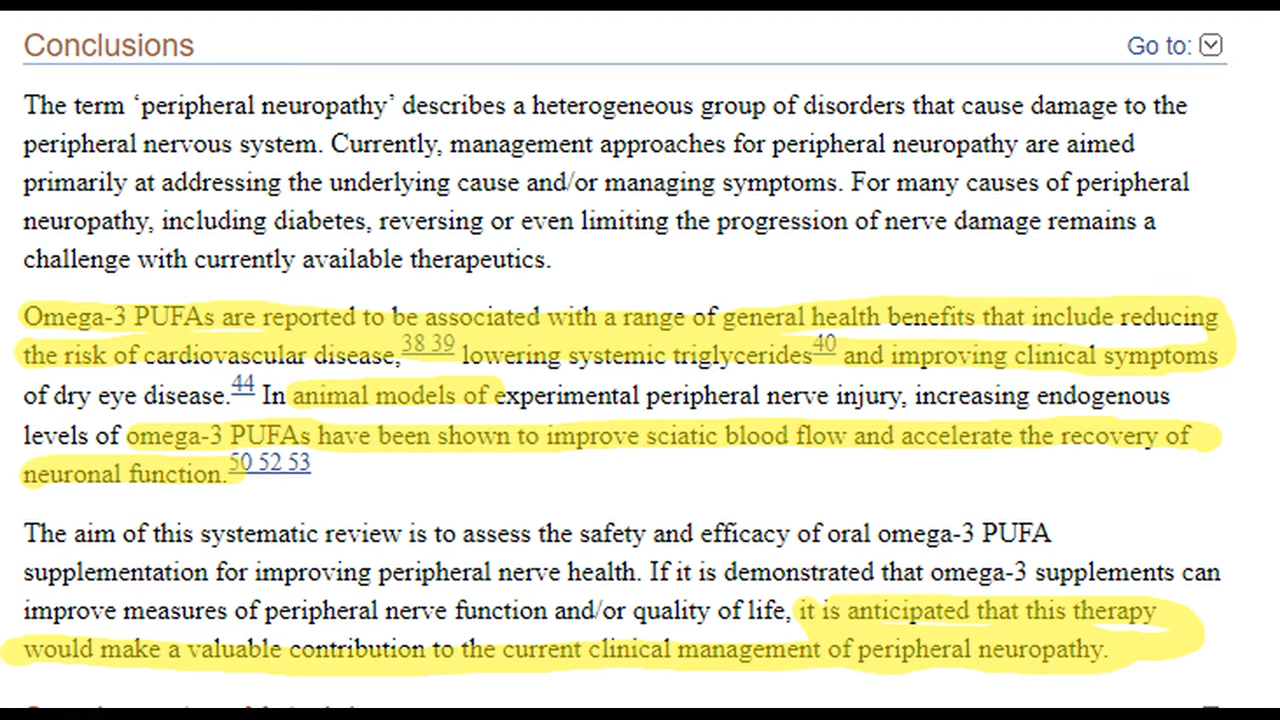 Conclusions
Go to:
The term ‘peripheral neuropathy’ describes a heterogeneous group of disorders that cause damage to the
peripheral nervous system. Currently, management approaches for peripheral neuropathy are aimed
primarily at addressing the underlying cause and/or managing symptoms. For many causes of peripheral
neuropathy, including diabetes, reversing or even limiting the progression of nerve damage remains a
challenge with currently available therapeutics.
Omega-3 PUFAs are reported to be associated with a range of general health benefits that include reducing
the risk of cardiovascular disease,38 39 lowering systemic triglycerides40 and improving clinical symptoms
of dry eye disease.44 In animal models of experimental peripheral nerve injury, increasing endogenous
levels of omega-3 PUFAs have been shown to improve sciatic blood flow and accelerate the recovery of
neuronal function.50 52 53
The aim of this systematic review is to assess the safety and efficacy of oral omega-3 PUFA
supplementation for improving peripheral nerve health. If it is demonstrated that omega-3 supplements can
improve measures of peripheral nerve function and/or quality of life, it is anticipated that this therapy
would make a valuable contribution to the current clinical management of peripheral neuropathy.